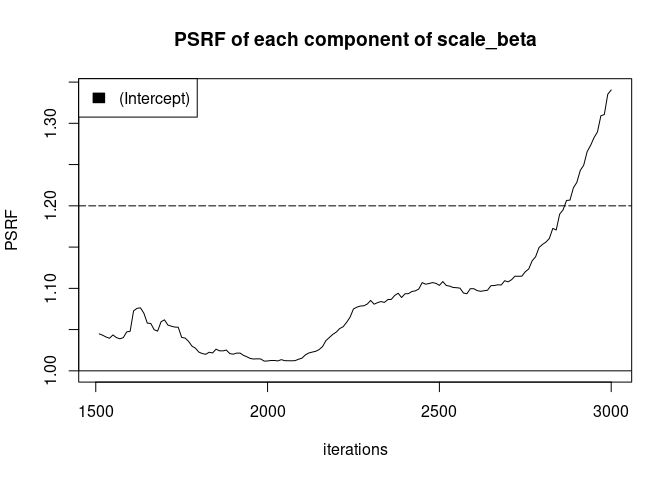 PSRF of each component of scale_beta
(Intercept)
1.30
1.20
1.10
1.00
PSRF
1500 2000 2500 3000
iterations